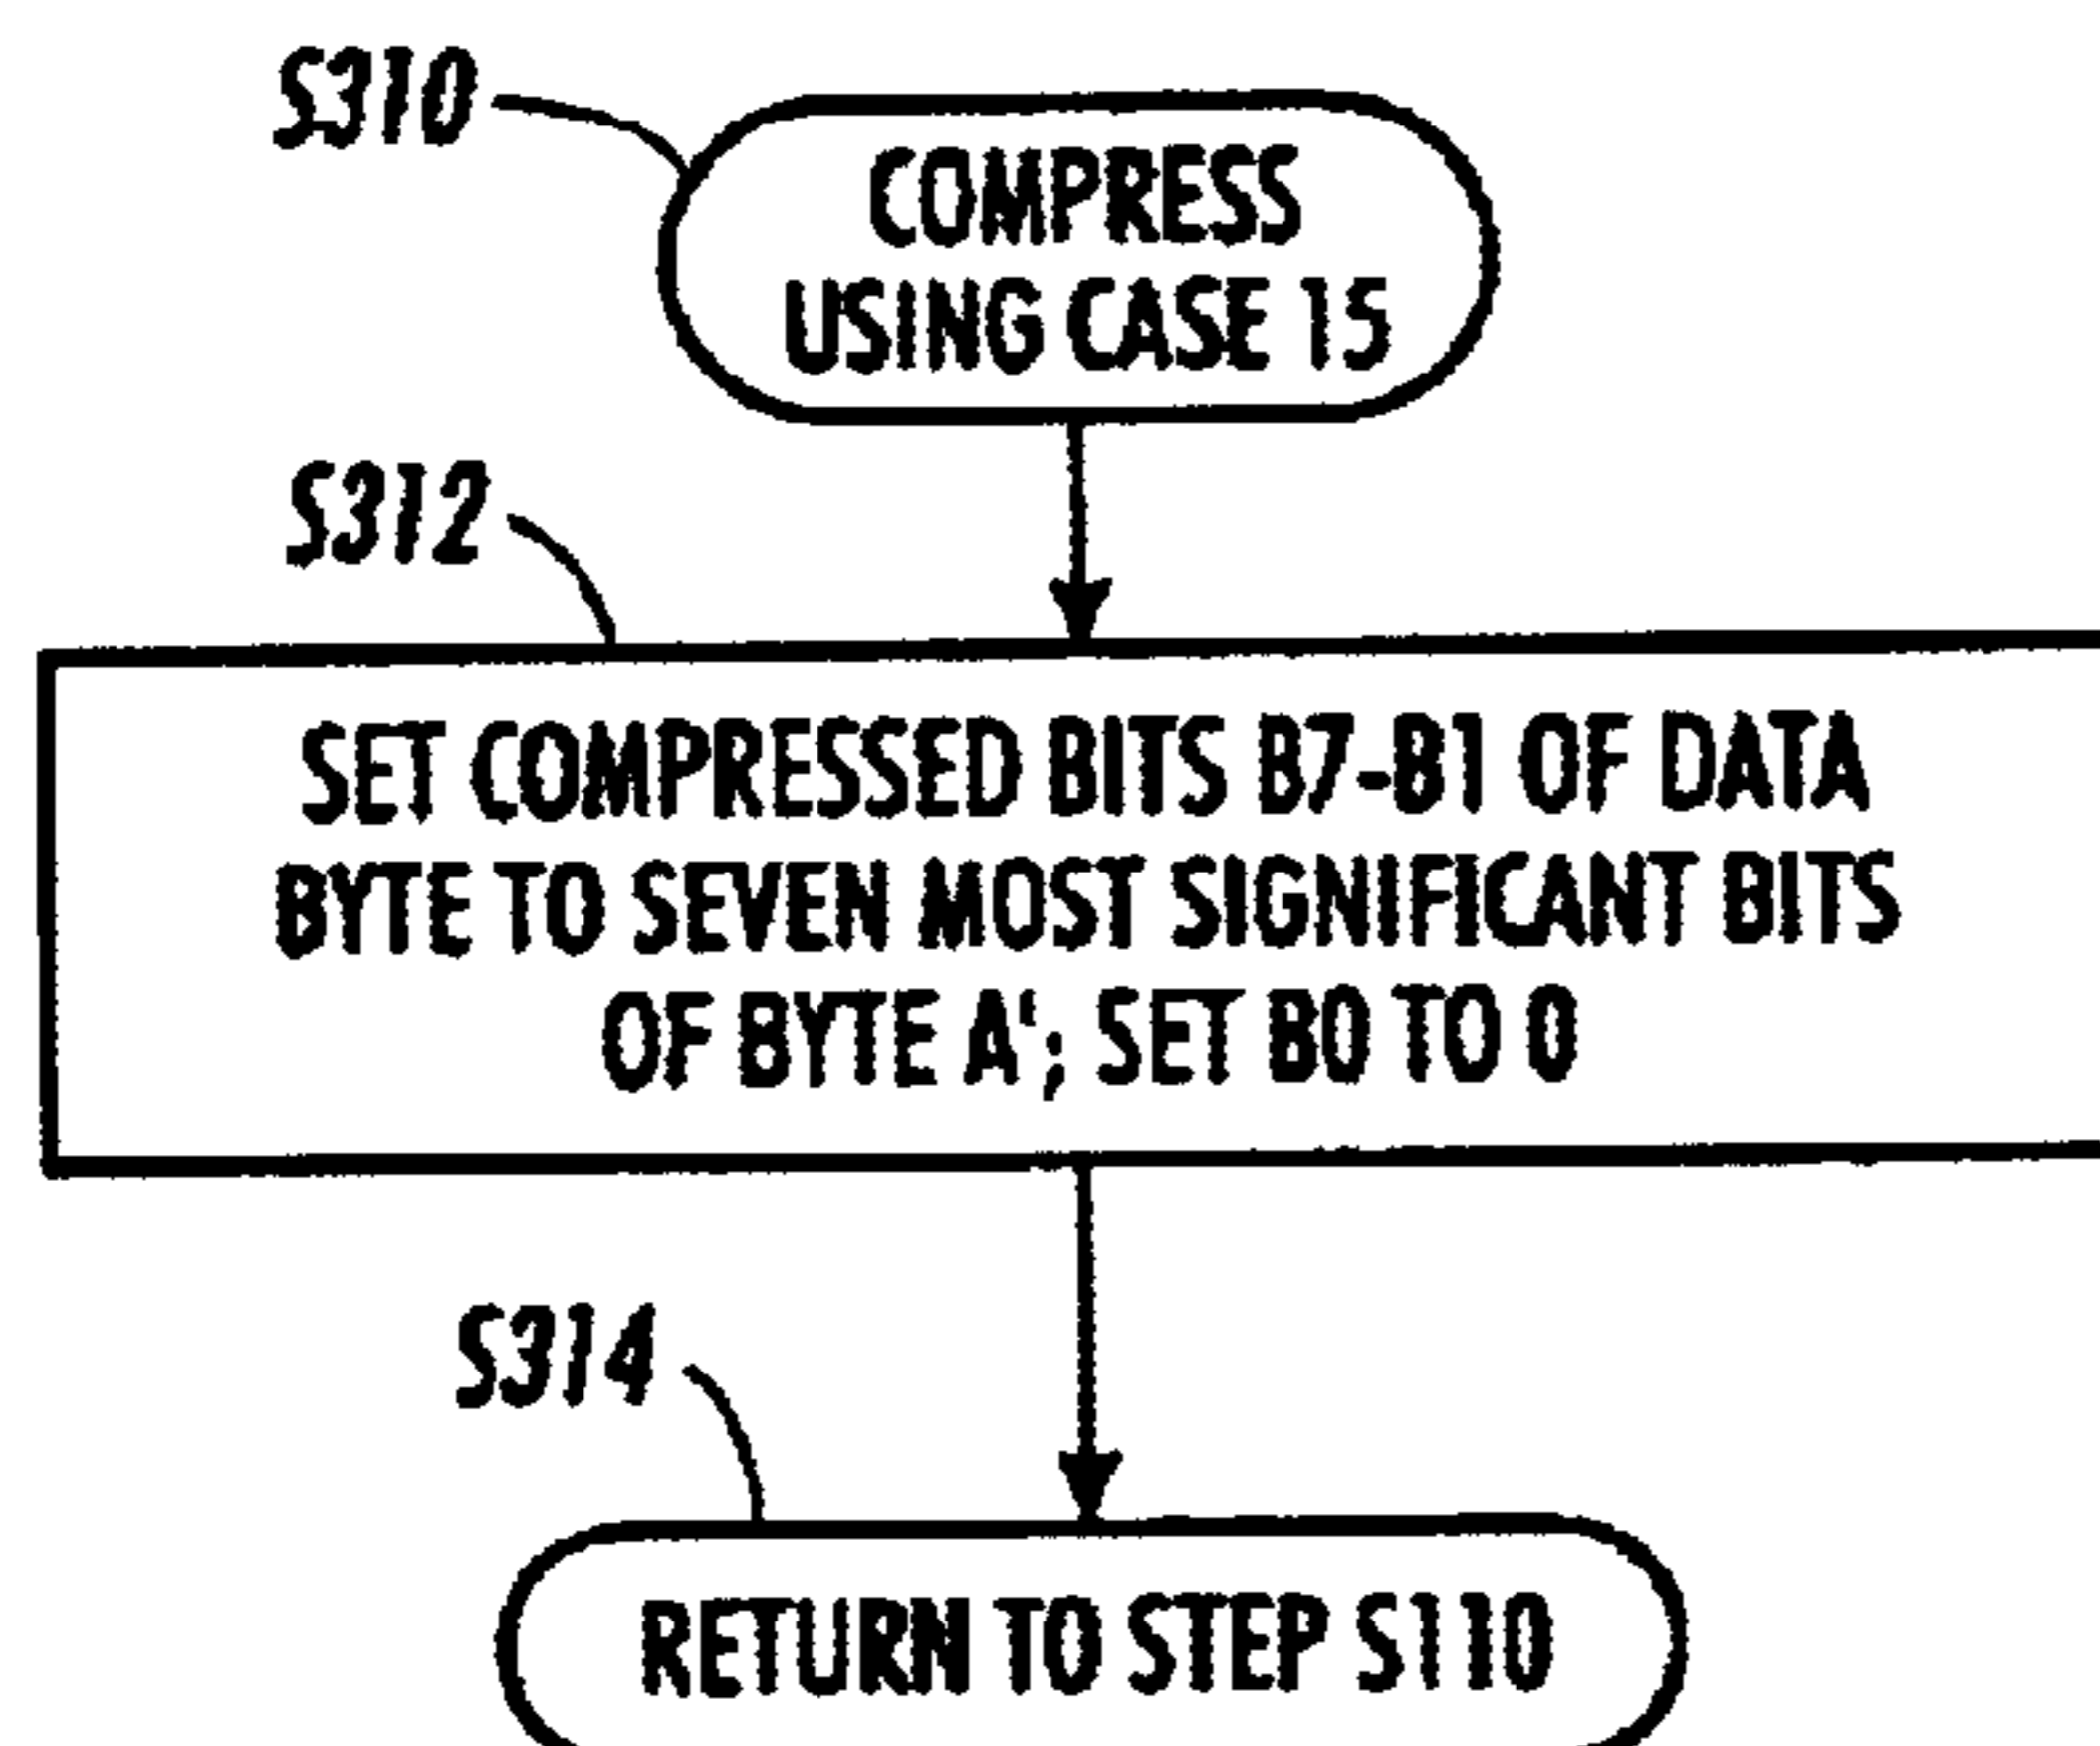 S310
COMPRESS
USING CASE 15
S312
SET COMPRESSED BITS B7-B1 OF DATA
BYTE TO SEVEN MOST SIGNIFICANT BITS
OF BYTE A'; SET B0 TO 0
S314
RETURN TO STEP S110